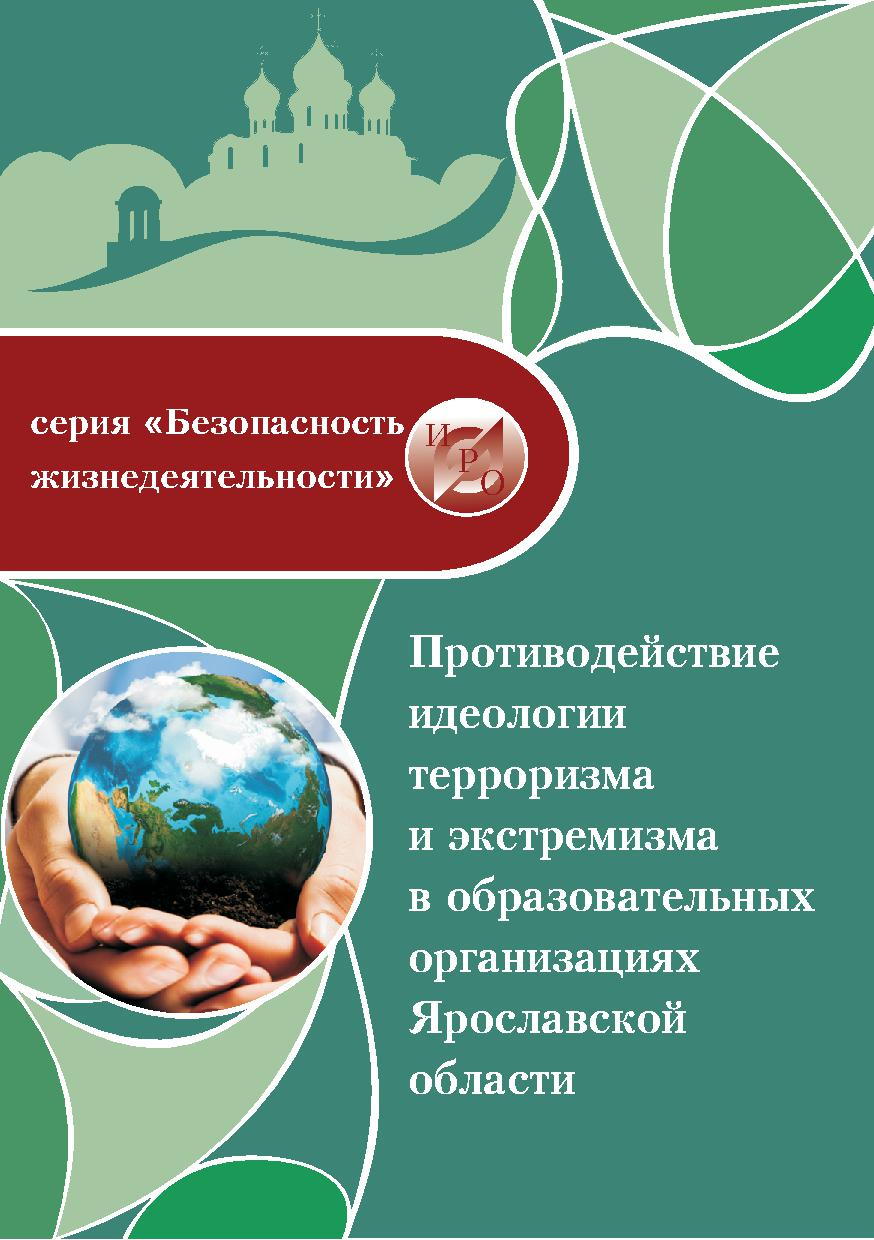 серия «Безопасность
жизнедеятельности»
И
Р
О
Противодействие
идеологии
терроризма
и экстремизма
в образовательных
организациях
Ярославской
области